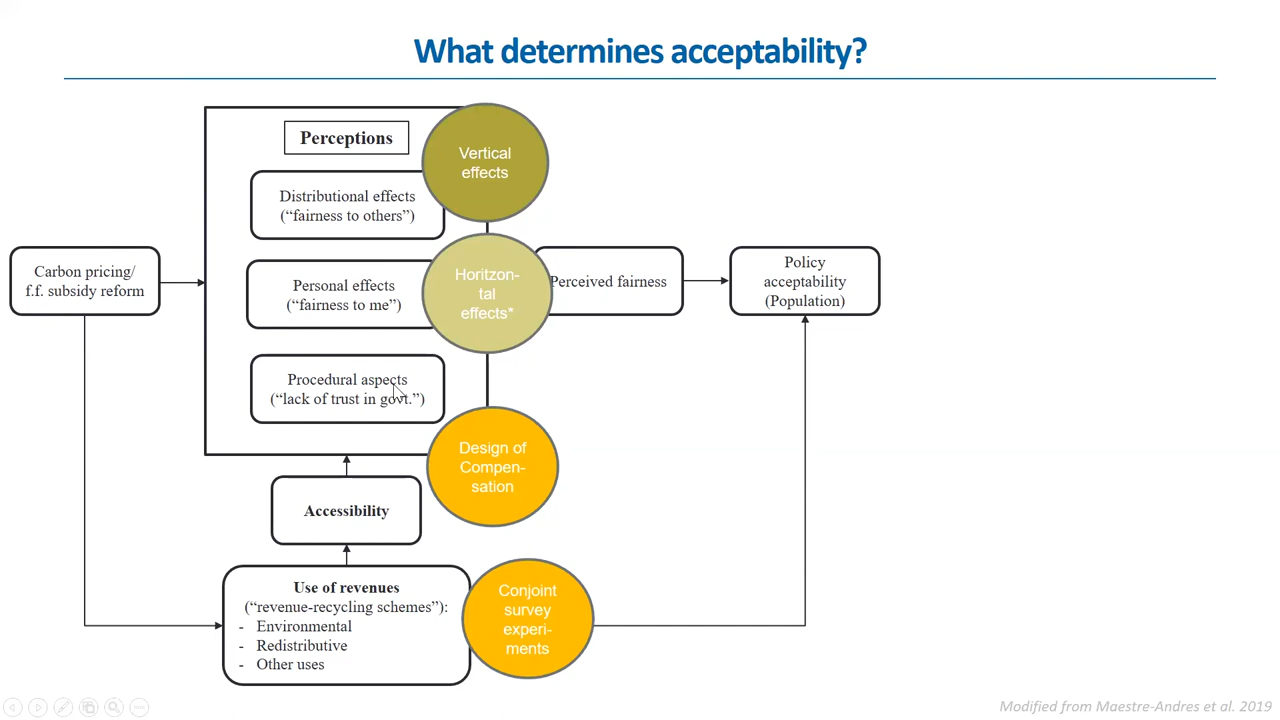 What determines acceptability?
Perceptions
Vertical
effects
Distributional effects
(“fairness to others”)
Carbon pricing/
f.f. subsidy reform
Personal effects
(“fairness to me”)
Horitzon-
tal
effects*
Perceived fairness
Policy
acceptability
(Population)
Procedural aspects
(“lack of trust in govt.”)
Design of
Compen-
sation
Accessibility
Use of revenues
(“revenue-recycling schemes”):
- Environmental
- Redistributive
- Other uses
Conjoint
survey
experi-
ments
Modified from Maestre-Andres et al. 2019